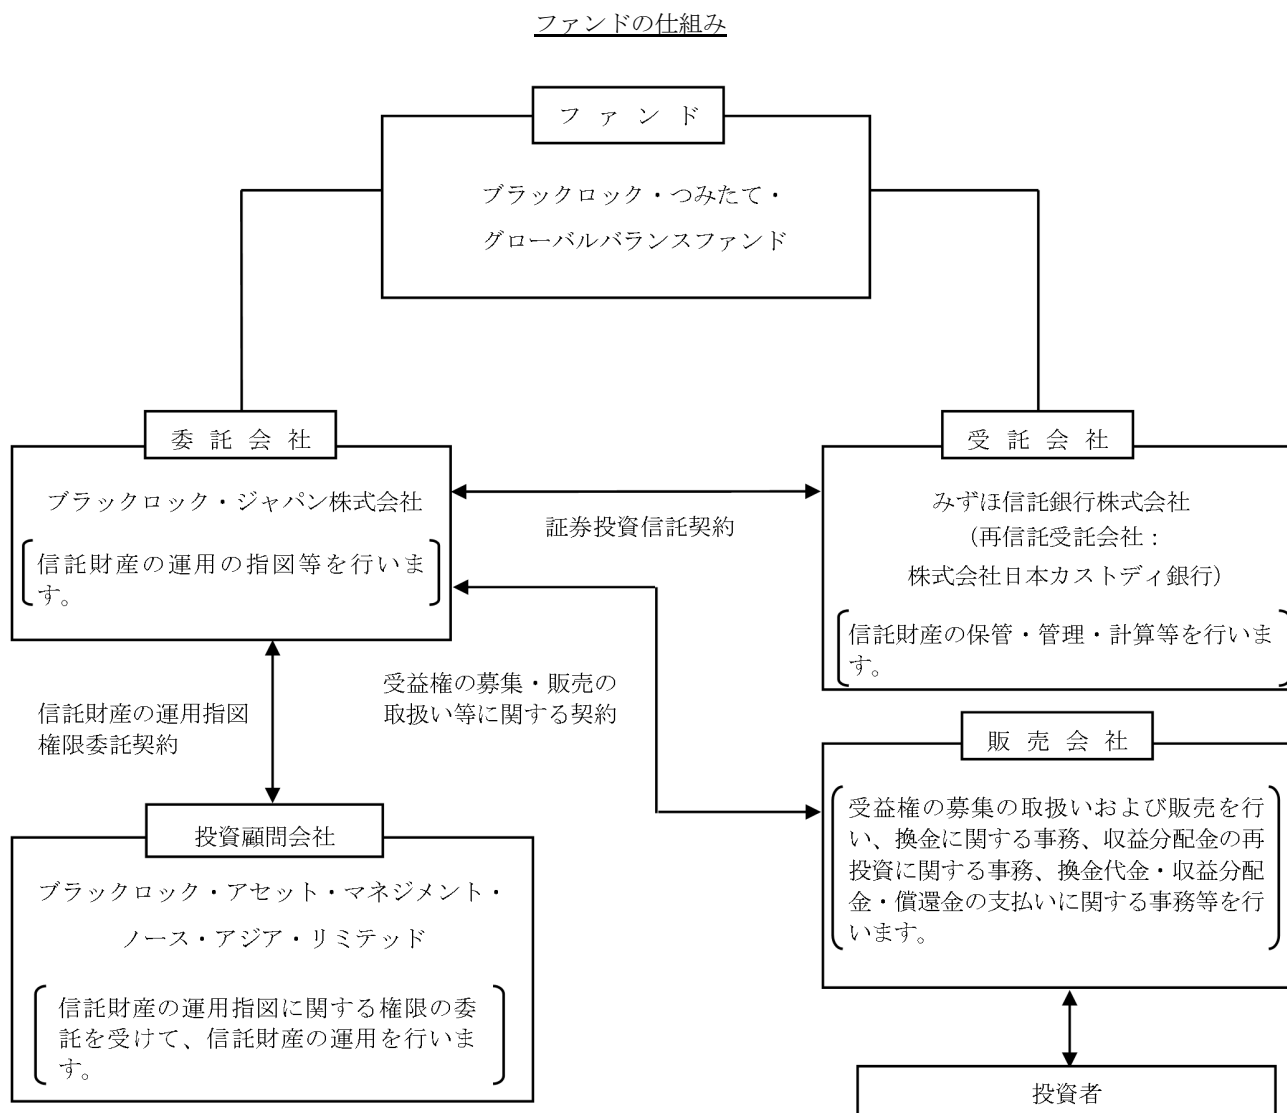 ファンドの仕組み
ファンド
ブラックロック・つみたて・
グローバルバランスファンド
委託会社
ブラックロック・ジャパン株式会社
信託財産の運用の指図等を行いま
す。
証券投資信託契約
受託会社
みずほ信託銀行株式会社
（再信託受託会社：
株式会社日本カストディ銀行）
信託財産の保管・管理・計算等を行いま
す。
信託財産の運用指図
権限委託契約
受益権の募集・販売の
取扱い等に関する契約
販売会社
受益権の募集の取扱いおよび販売を行
い、換金に関する事務、収益分配金の再
投資に関する事務、換金代金・収益分配
金・償還金の支払いに関する事務等を行
います。
投資顧問会社
ブラックロック・アセット・マネジメント・
ノース・アジア・リミテッド
信託財産の運用指図に関する権限の委
託を受けて、信託財産の運用を行いま
す。
投資者